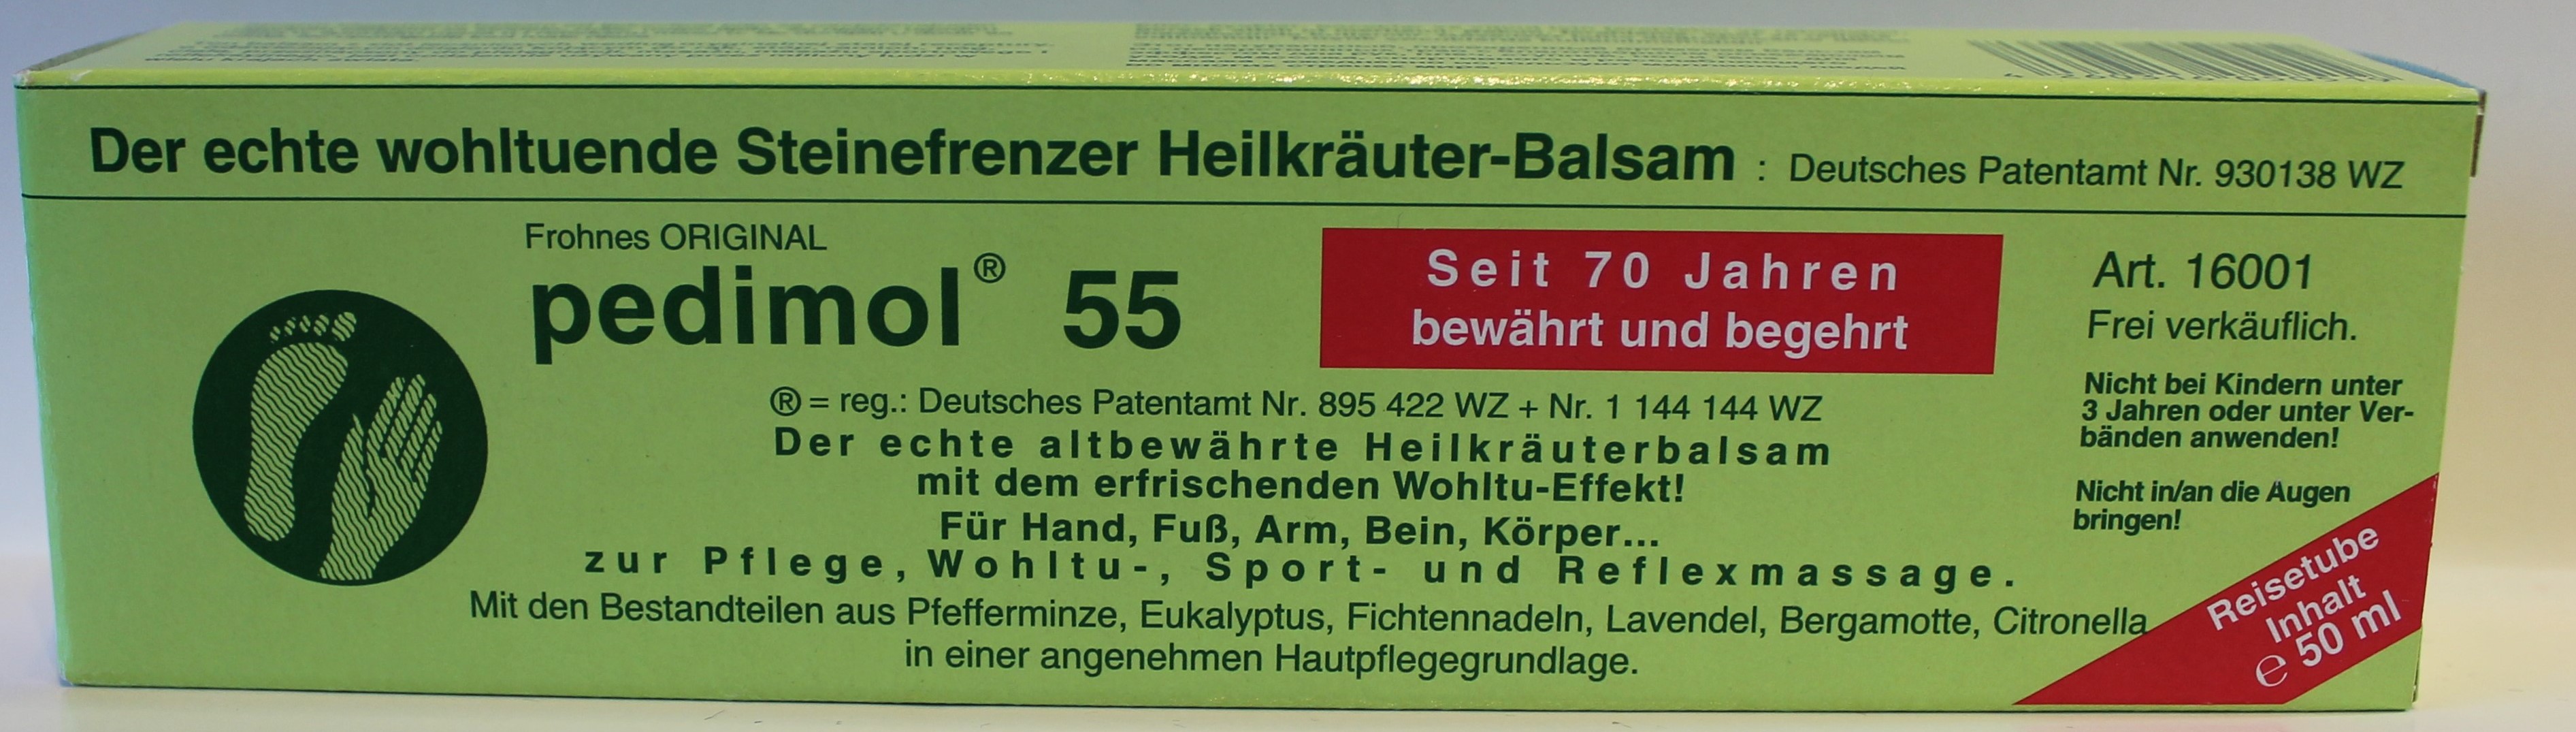 Der echte wohltuende Steinefrenzer Heilkräuter-Balsam : Deutsches Patentamt Nr. 930138 WZ
Frohnes ORIGINAL
pedimol® 55
Seit 70 Jahren
bewährt und begehrt
Art. 16001
Frei verkäuflich.
Nicht bei Kindern unter
3 Jahren oder unter Ver-
bänden anwenden!
Nicht in/an die Augen
bringen!
® = reg.: Deutsches Patentamt Nr. 895 422 WZ + Nr. 1 144 144 WZ
Der echte altbewährte Heilkräuterbalsam
mit dem erfrischenden Wohltu-Effekt!
Für Hand, Fuß, Arm, Bein, Körper...
zur Pflege, Wohltu-, Sport- und Reflexmassage.
Mit den Bestandteilen aus Pfefferminze, Eukalyptus, Fichtennadeln, Lavendel, Bergamotte, Citronella
in einer angenehmen Hautpflegegrundlage.
Reisetube
Inhalt
℮ 50 ml